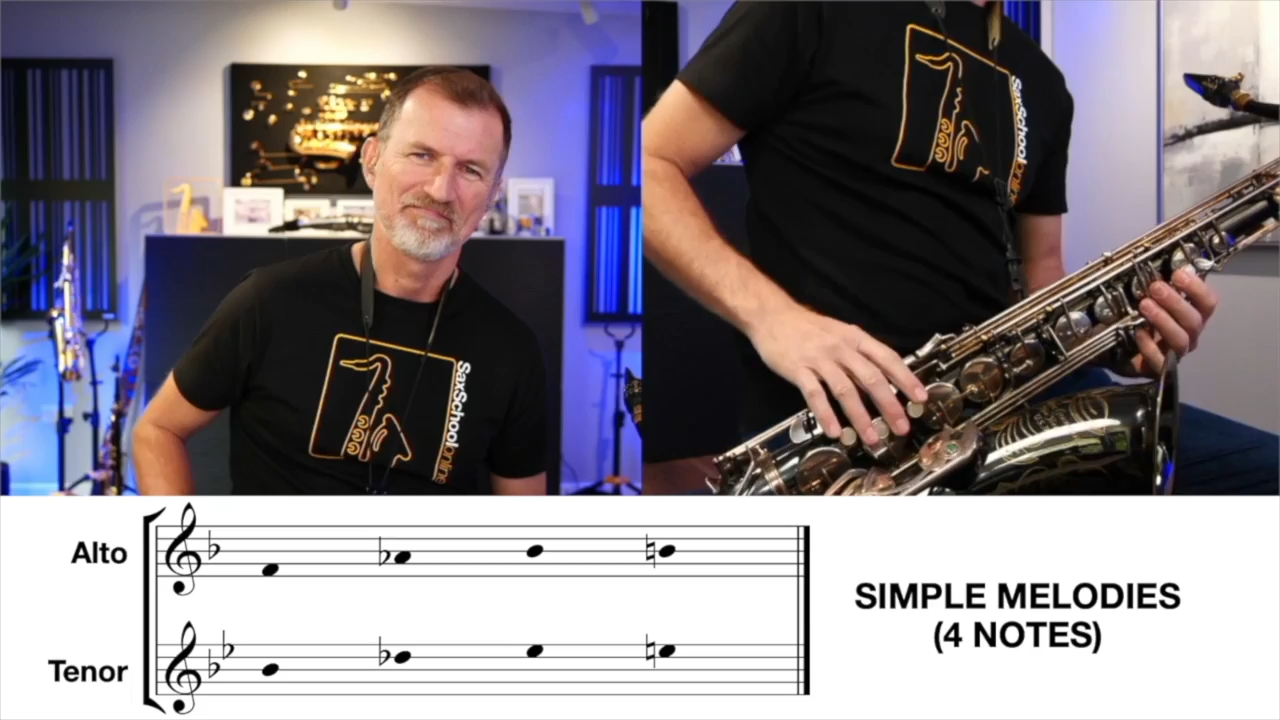 SaxSchoolonline
SaxSchoolonline
Alto
Tenor
SIMPLE MELODIES
(4 NOTES)